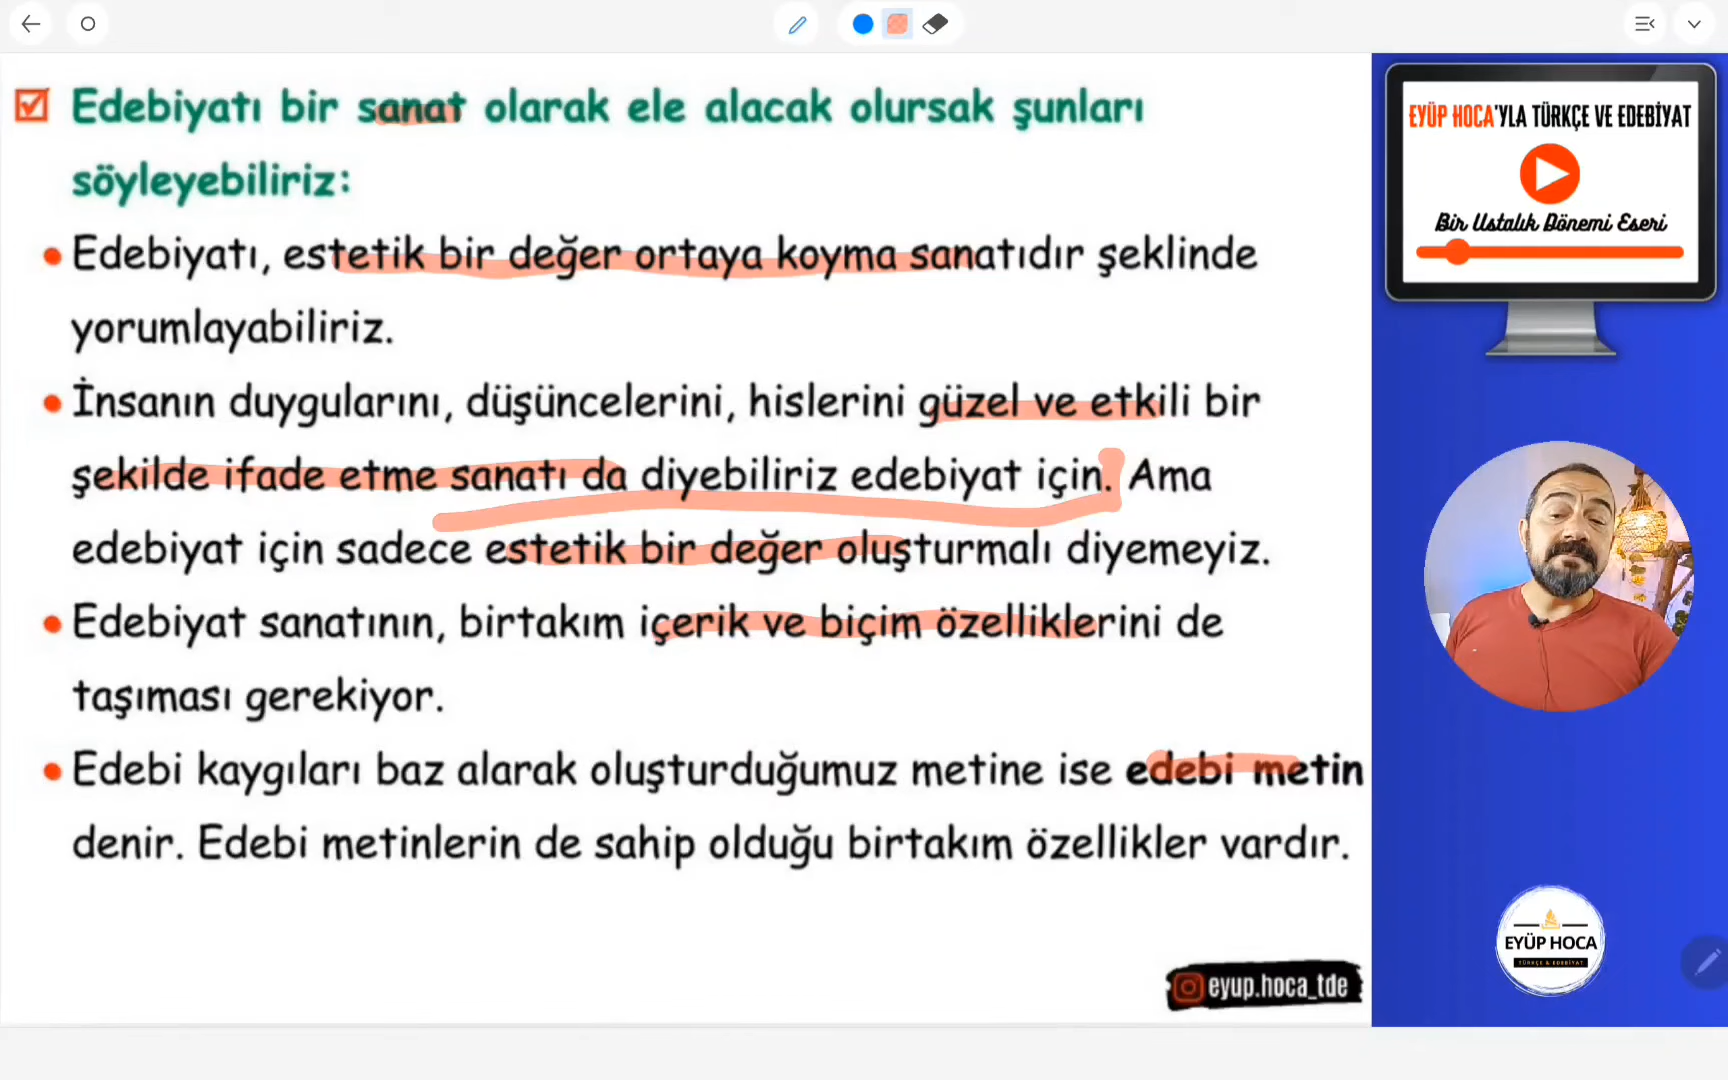 Edebiyatı bir sanat olarak ele alacak olursak şunları
söyleyebiliriz:
Edebiyatı, estetik bir değer ortaya koyma sanatıdır şeklinde
yorumlayabiliriz.
İnsanın duygularını, düşüncelerini, hislerini güzel ve etkili bir
şekilde ifade etme sanatı da diyebiliriz edebiyat için. Ama
edebiyat için sadece estetik bir değer oluşturmalı diyemeyiz.
Edebiyat sanatının, birtakım içerik ve biçim özelliklerini de
taşıması gerekiyor.
Edebi kaygıları baz alarak oluşturduğumuz metine ise edebi metin
denir. Edebi metinlerin de sahip olduğu birtakım özellikler vardır.
eyup.hoca_tde
EYÜP HOCA'YLA TÜRKÇE VE EDEBİYAT
Bir Ustalık Dönemi Eseri
EYÜP HOCA
TÜRKÇE & EDEBİYAT